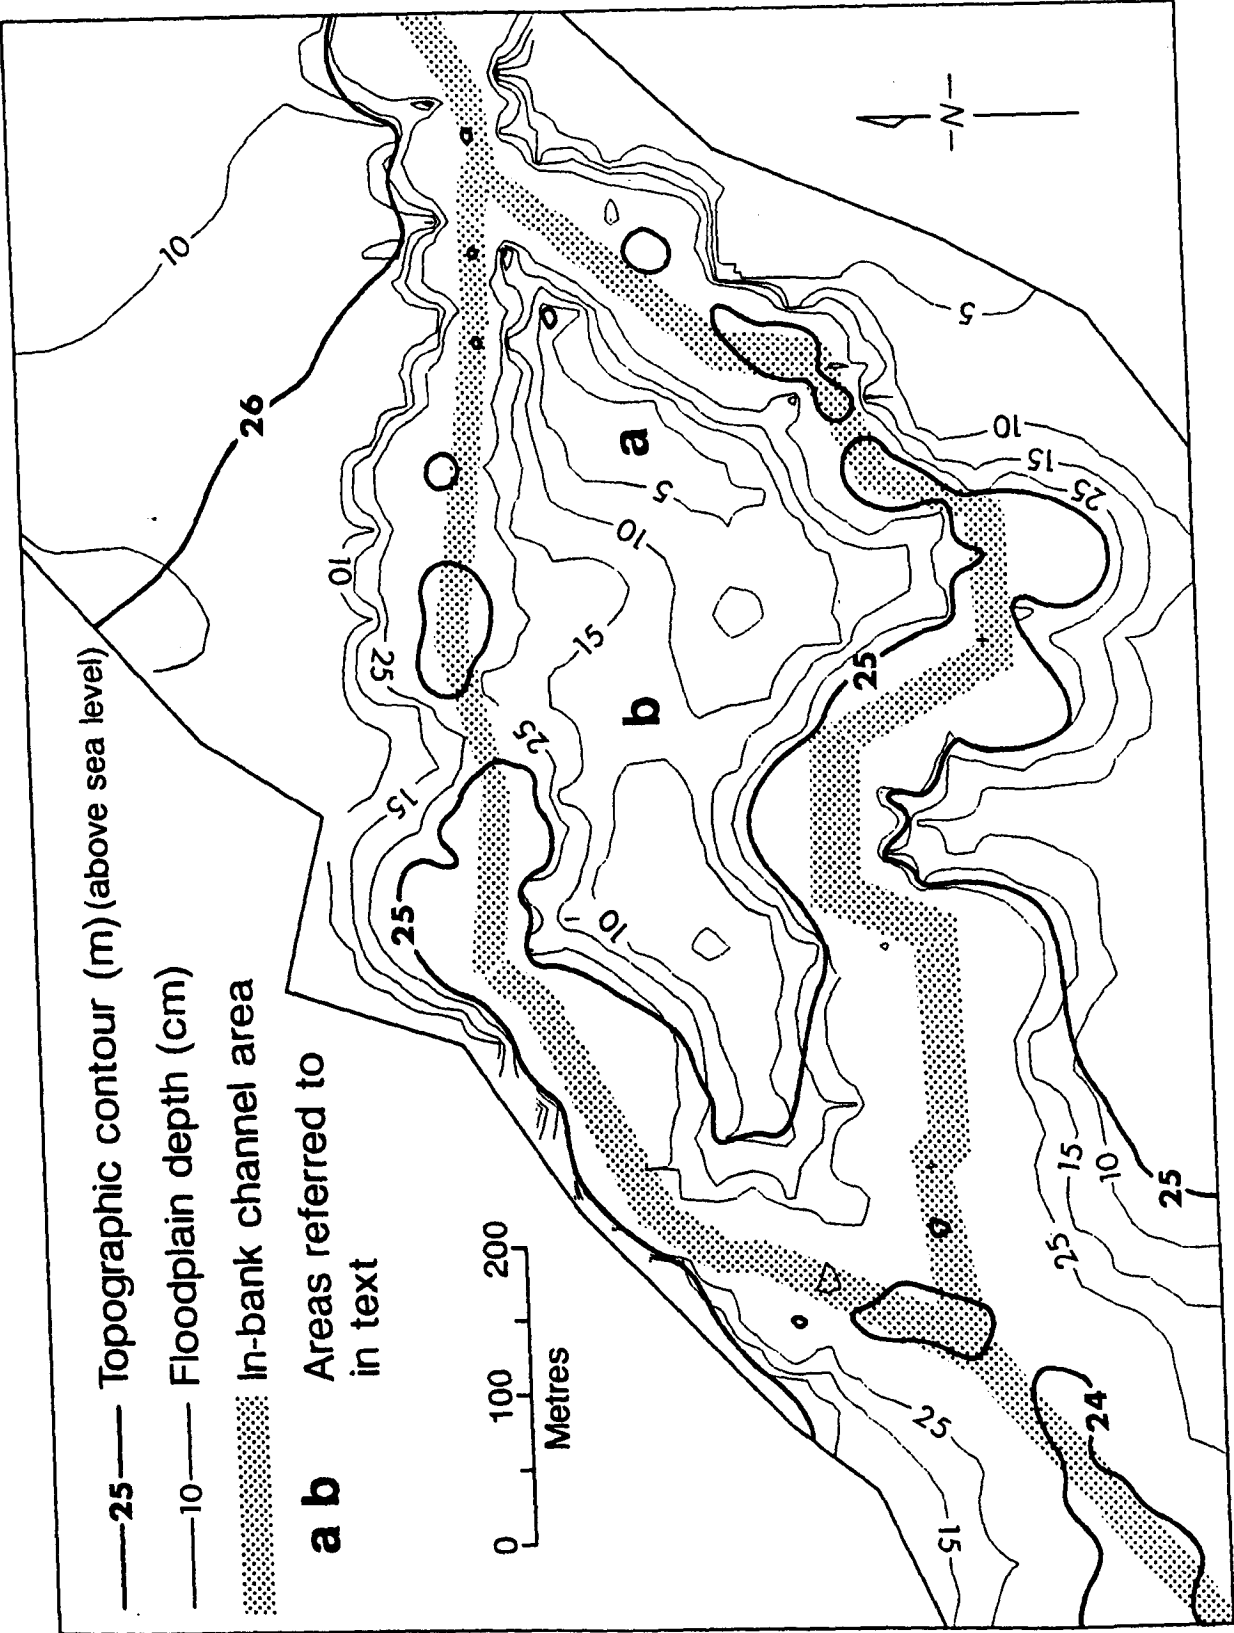 25 Topographic contour (m) (above sea level)
10 Floodplain depth (cm)
In-bank channel area
a b Areas referred to
in text
0 100 200
Metres
N
10
26
10
25
15
25
25
15
10
5
a
b
10
25
5
10
15
25
15
10
25
25
24
25
15